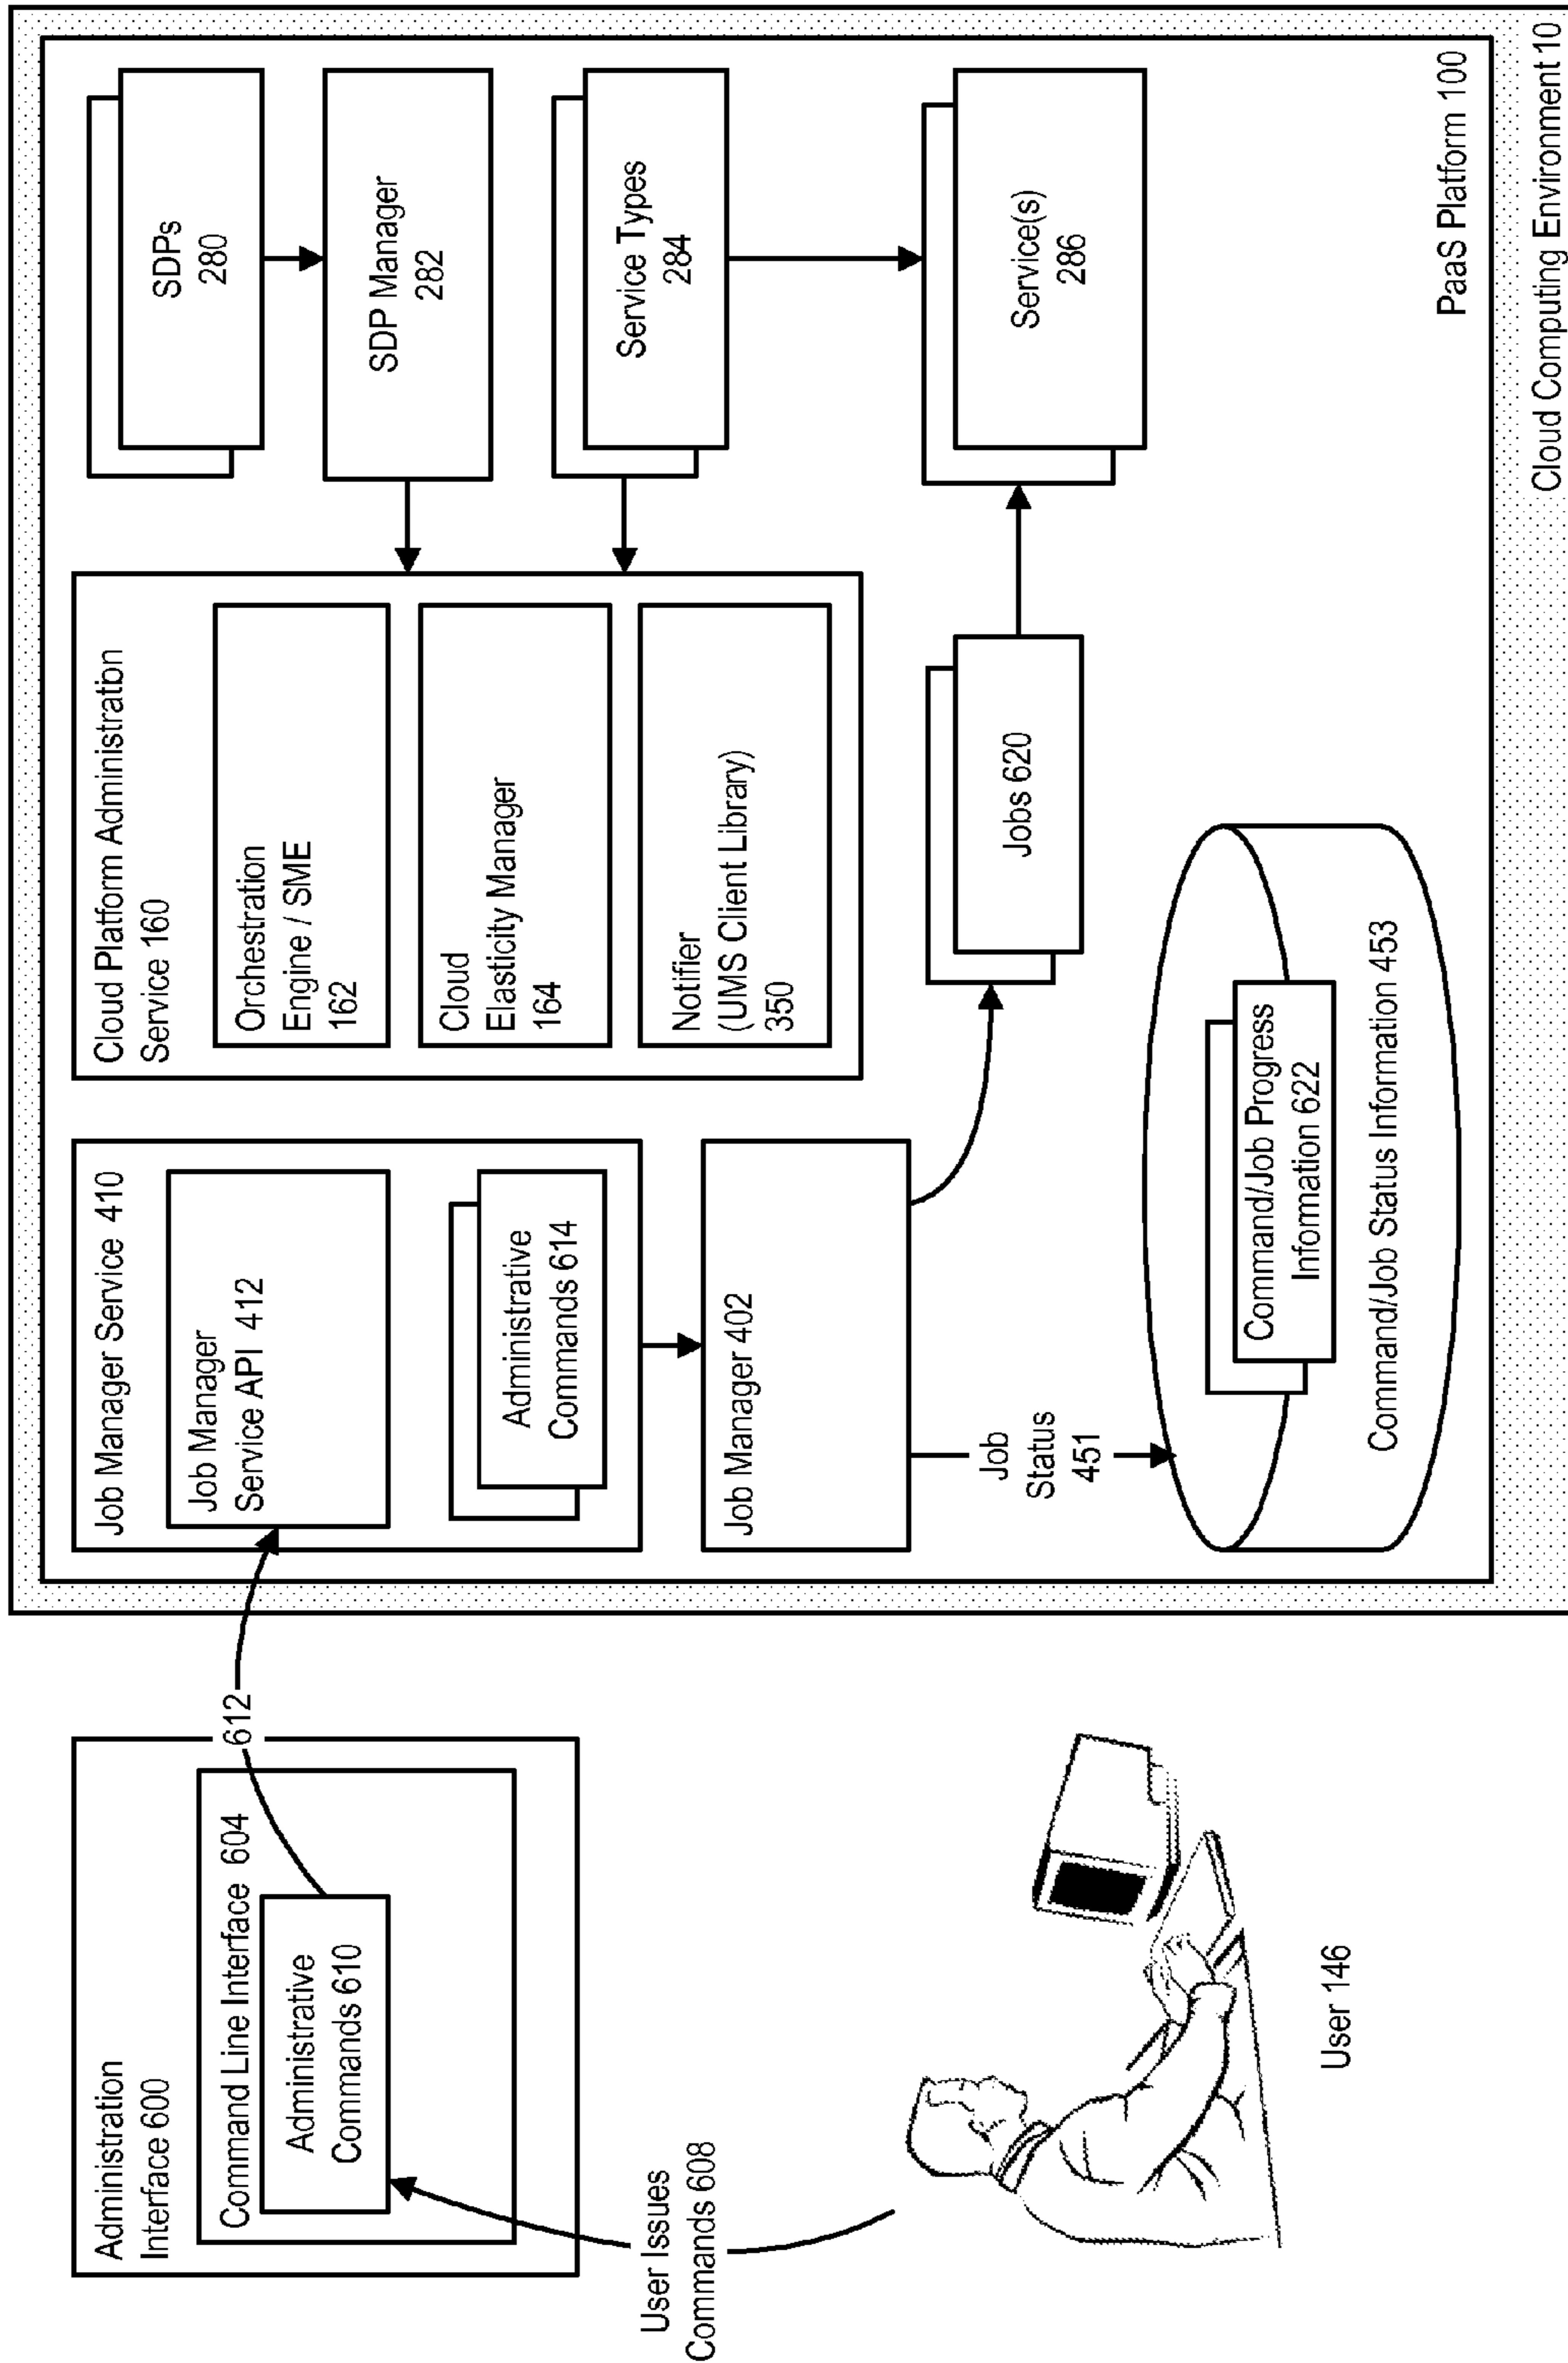 Administration
Interface 600
Command Line Interface 604
Administrative
Commands 610
612
User Issues
Commands 608
User 146
Job Manager Service 410
Job Manager
Service API 412
Administrative
Commands 614
Job Manager 402
Job
Status
451
Command/Job Progress
Information 622
Command/Job Status Information 453
Cloud Platform Administration
Service 160
Orchestration
Engine / SME
162
Cloud
Elasticity Manager
164
Notifier
(UMS Client Library)
350
Jobs 620
SDPs
280
SDP Manager
282
Service Types
284
Service(s)
286
PaaS Platform 100
Cloud Computing Environment 10